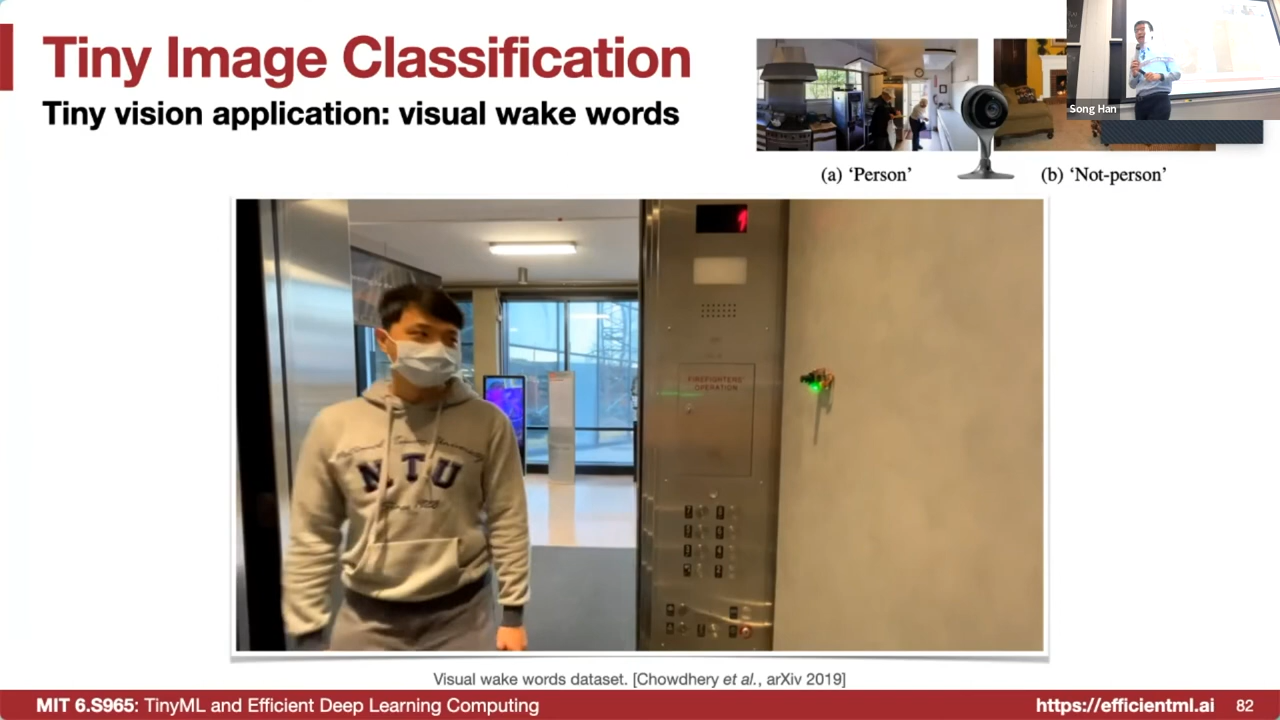 Tiny Image Classification
Tiny vision application: visual wake words
Song Han
(a) ‘Person’
(b) ‘Not-person’
FIREFIGHTERS'
OPERATION
NTU
Visual wake words dataset. [Chowdhery et al., arXiv 2019]
MIT 6.S965: TinyML and Efficient Deep Learning Computing
https://efficientml.ai
82